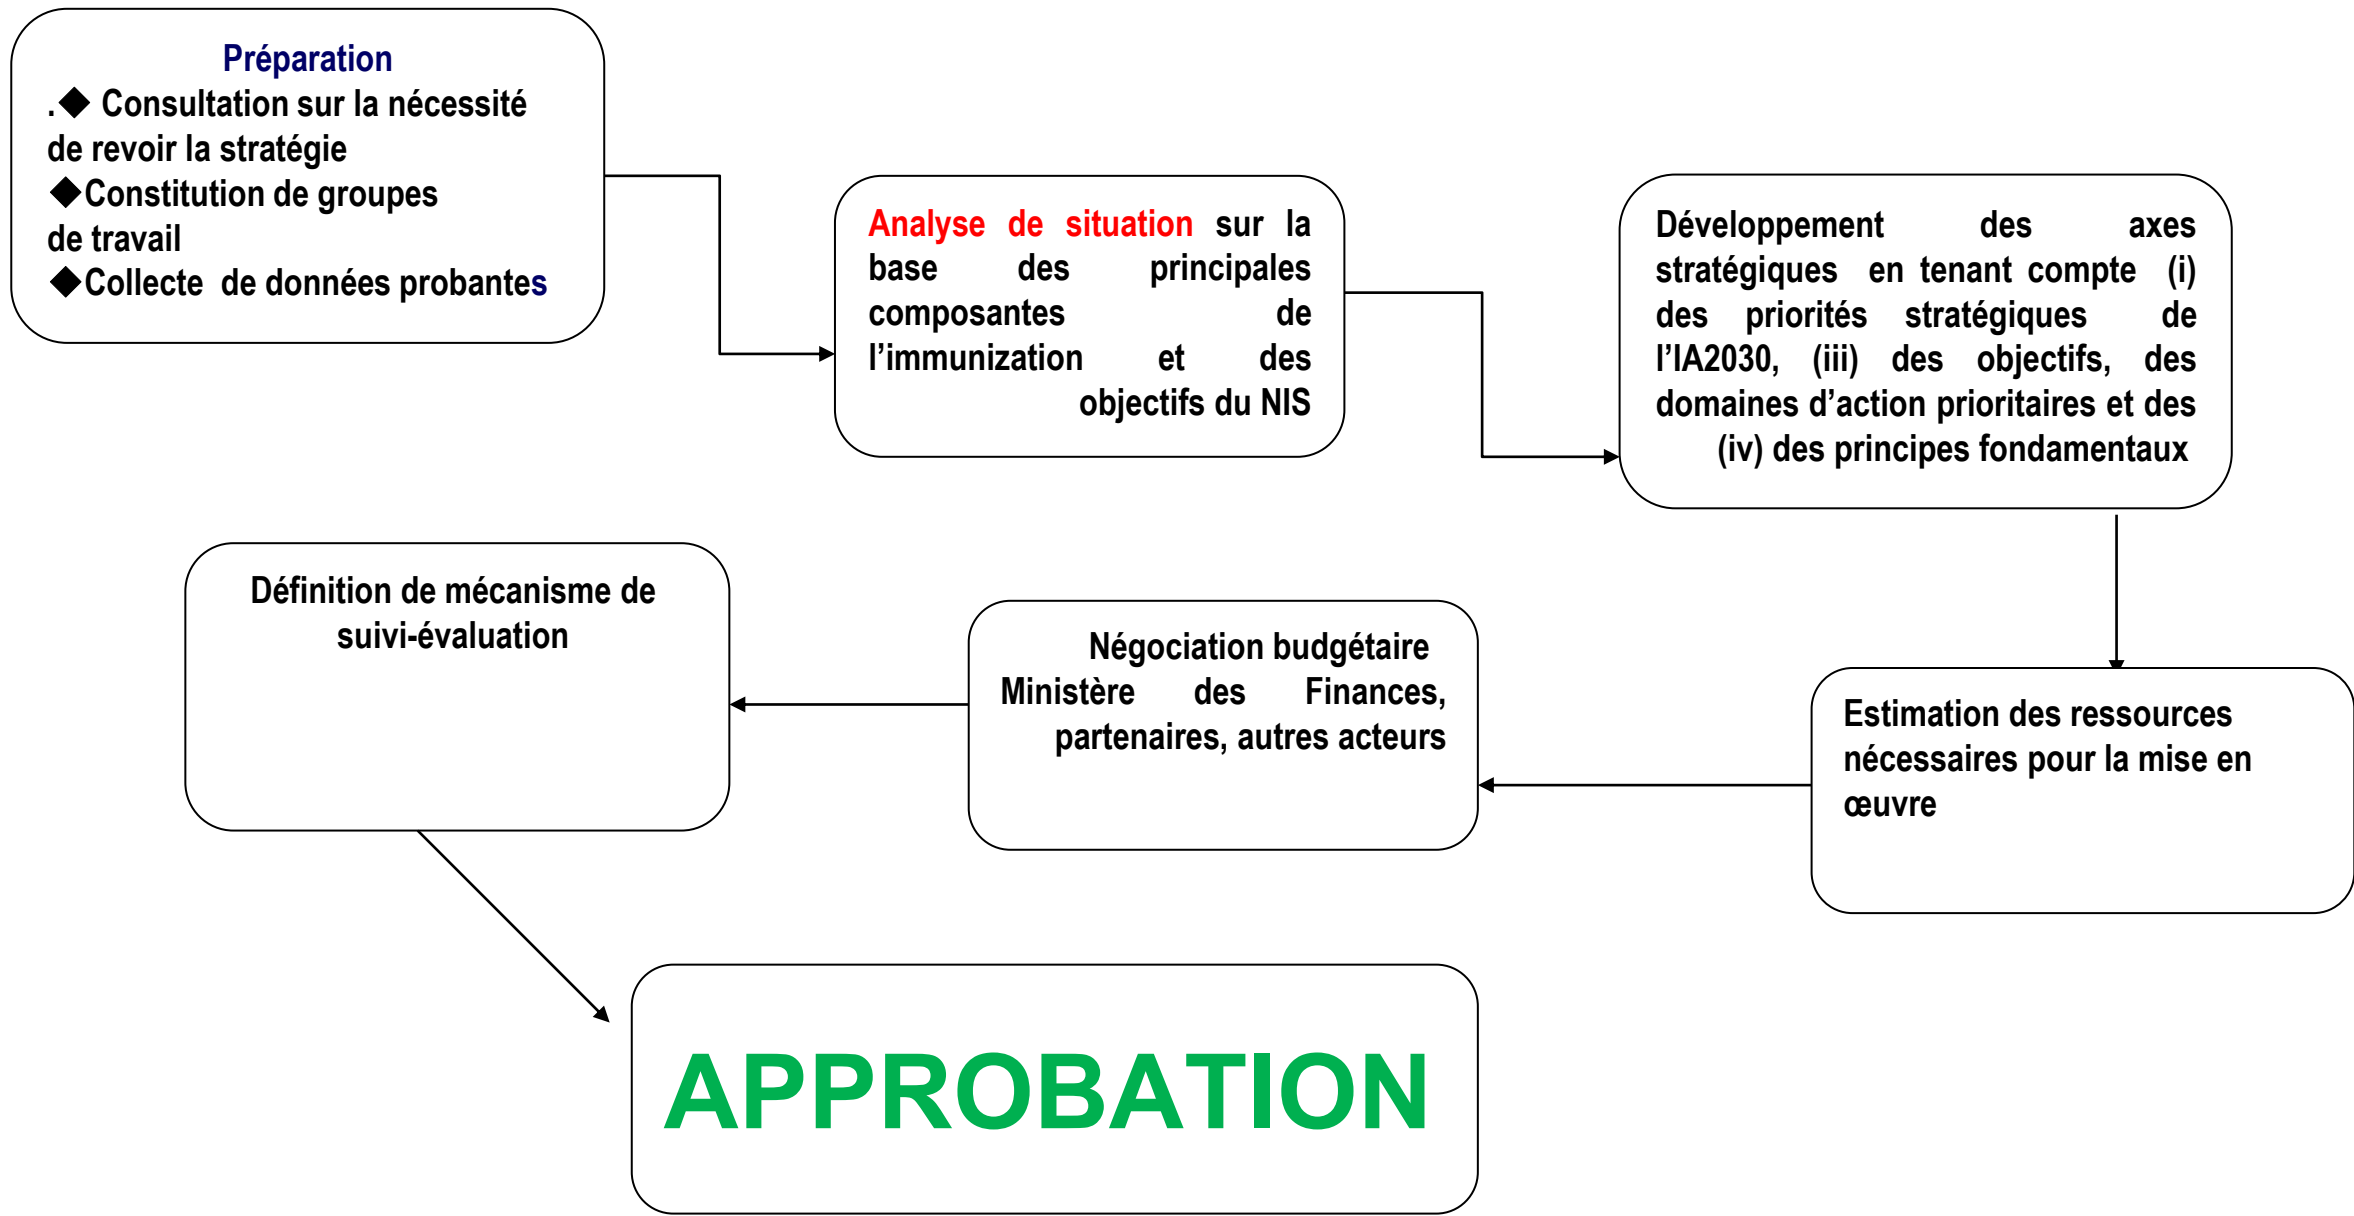 Préparation
.◆ Consultation sur la nécessité
de revoir la stratégie
◆Constitution de groupes
de travail
◆Collecte de données probantes
Analyse de situation sur la
base des principales
composantes de
l’immunization et des
objectifs du NIS
Développement des axes
stratégiques en tenant compte (i)
des priorités stratégiques de
l’IA2030, (iii) des objectifs, des
domaines d’action prioritaires et des
(iv) des principes fondamentaux
Estimation des ressources
nécessaires pour la mise en
œuvre
Négociation budgétaire
Ministère des Finances,
partenaires, autres acteurs
Définition de mécanisme de
suivi-évaluation
APPROBATION